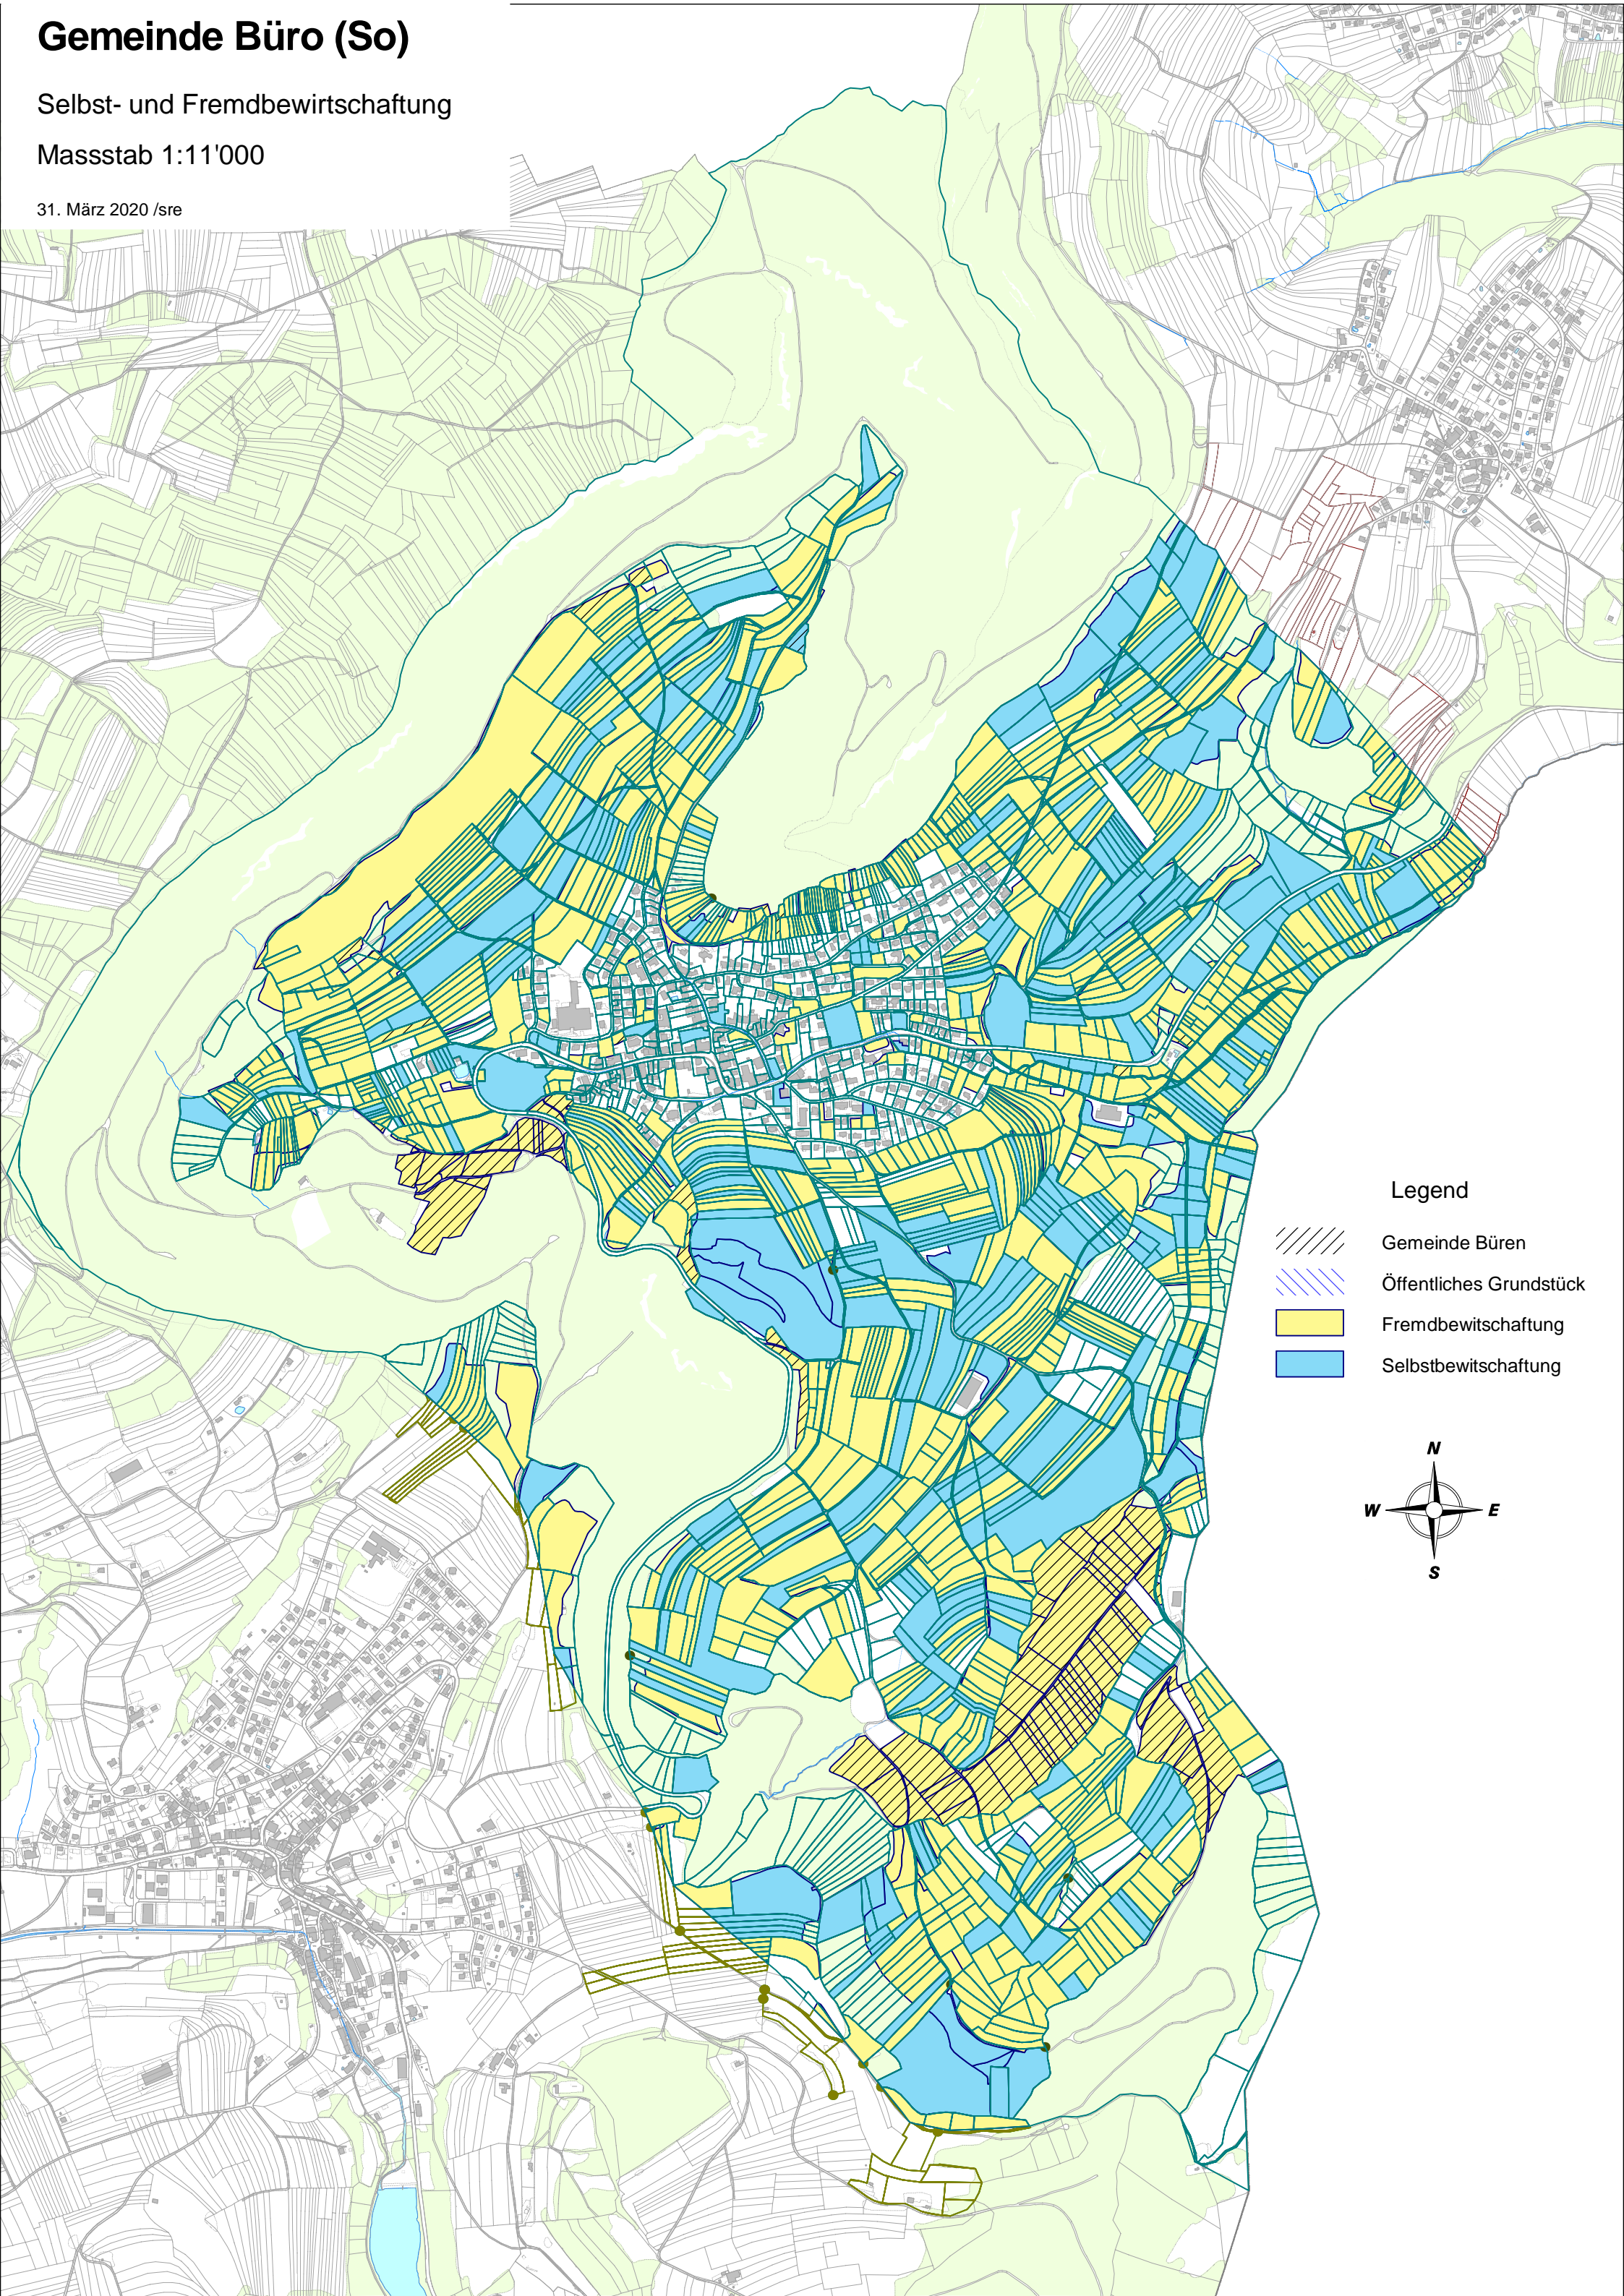 Gemeinde Büro (So)
Selbst- und Fremdbewirtschaftung
Massstab 1:11'000
31. März 2020 /sre
Legend
Gemeinde Büren
Öffentliches Grundstück
Fremdbewitschaftung
Selbstbewitschaftung
N
W E
S